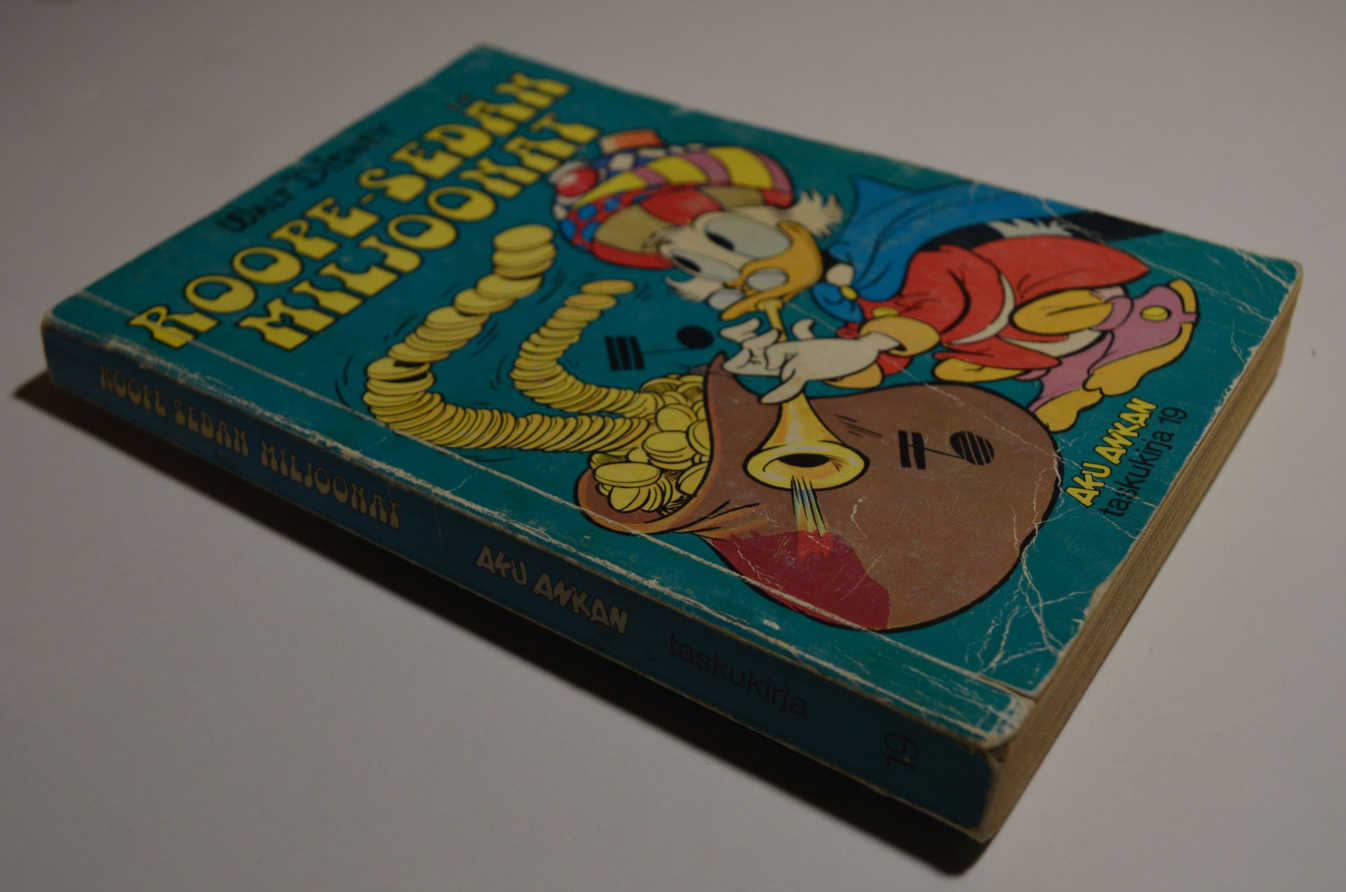 WALT DISNEY
ROOPE-SEDÄN
MILJOONAT
AKU ANKAN
taskukirja 19
ROOPE-SEDÄN MILJOONAT
AKU ANKAN
taskukirja
19